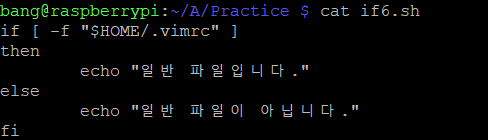 bang@raspberrypi:~/A/Practice $ cat if6.sh
if [ -f "$HOME/.vimrc" ]
then
        echo "일반 파일입니다."
else
        echo "일반 파일이 아닙니다."
fi